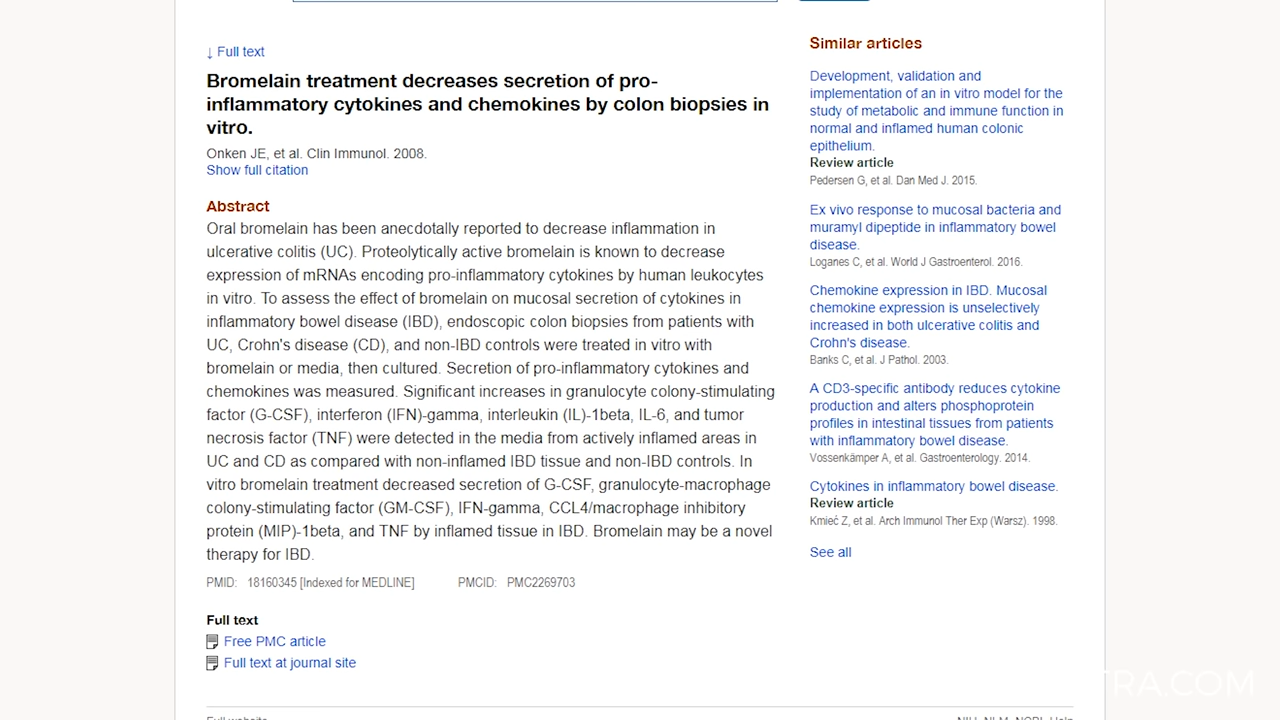 ↓ Full text
Bromelain treatment decreases secretion of pro-
inflammatory cytokines and chemokines by colon biopsies in
vitro.
Onken JE, et al. Clin Immunol. 2008.
Show full citation
Abstract
Oral bromelain has been anecdotally reported to decrease inflammation in
ulcerative colitis (UC). Proteolytically active bromelain is known to decrease
expression of mRNAs encoding pro-inflammatory cytokines by human leukocytes
in vitro. To assess the effect of bromelain on mucosal secretion of cytokines in
inflammatory bowel disease (IBD), endoscopic colon biopsies from patients with
UC, Crohn's disease (CD), and non-IBD controls were treated in vitro with
bromelain or media, then cultured. Secretion of pro-inflammatory cytokines and
chemokines was measured. Significant increases in granulocyte colony-stimulating
factor (G-CSF), interferon (IFN)-gamma, interleukin (IL)-1beta, IL-6, and tumor
necrosis factor (TNF) were detected in the media from actively inflamed areas in
UC and CD as compared with non-inflamed IBD tissue and non-IBD controls. In
vitro bromelain treatment decreased secretion of G-CSF, granulocyte-macrophage
colony-stimulating factor (GM-CSF), IFN-gamma, CCL4/macrophage inhibitory
protein (MIP)-1beta, and TNF by inflamed tissue in IBD. Bromelain may be a novel
therapy for IBD.
PMID: 18160345 [Indexed for MEDLINE] PMCID: PMC2269703
Full text
Free PMC article
Full text at journal site
Similar articles
Development, validation and
implementation of an in vitro model for the
study of metabolic and immune function in
normal and inflamed human colonic
epithelium.
Review article
Pedersen G, et al. Dan Med J. 2015.
Ex vivo response to mucosal bacteria and
muramyl dipeptide in inflammatory bowel
disease.
Loganes C, et al. World J Gastroenterol. 2016.
Chemokine expression in IBD. Mucosal
chemokine expression is unselectively
increased in both ulcerative colitis and
Crohn's disease.
Banks C, et al. J Pathol. 2003.
A CD3-specific antibody reduces cytokine
production and alters phosphoprotein
profiles in intestinal tissues from patients
with inflammatory bowel disease.
Vossenkämper A, et al. Gastroenterology. 2014.
Cytokines in inflammatory bowel disease.
Review article
Kmieć Z, et al. Arch Immunol Ther Exp (Warsz). 1998.
See all
TRA.COM
Full website
NIH NLM NCBI Help